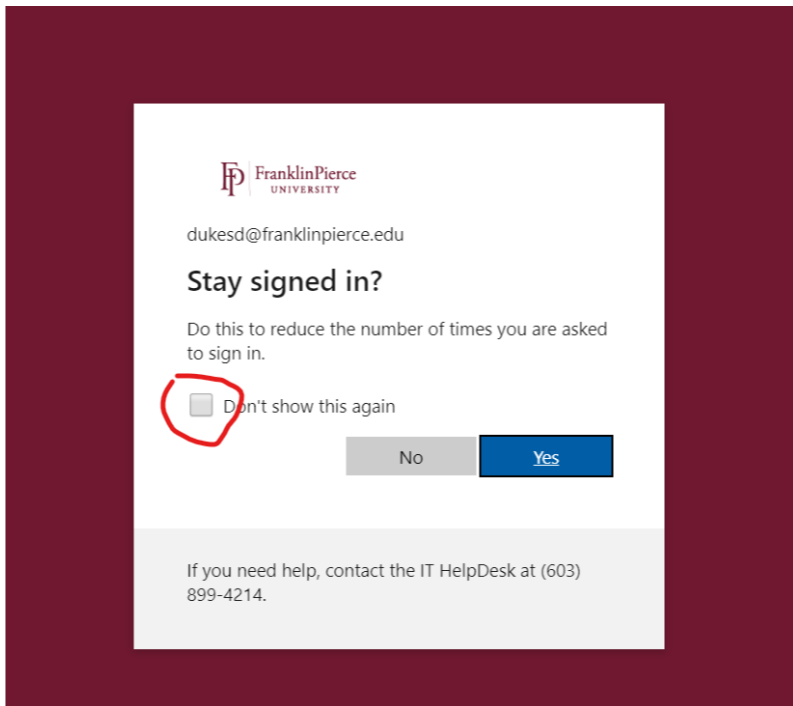 FP FranklinPierce
UNIVERSITY
dukesd@franklinpierce.edu
Stay signed in?
Do this to reduce the number of times you are asked
to sign in.
Don't show this again
No Yes
If you need help, contact the IT HelpDesk at (603)
899-4214.